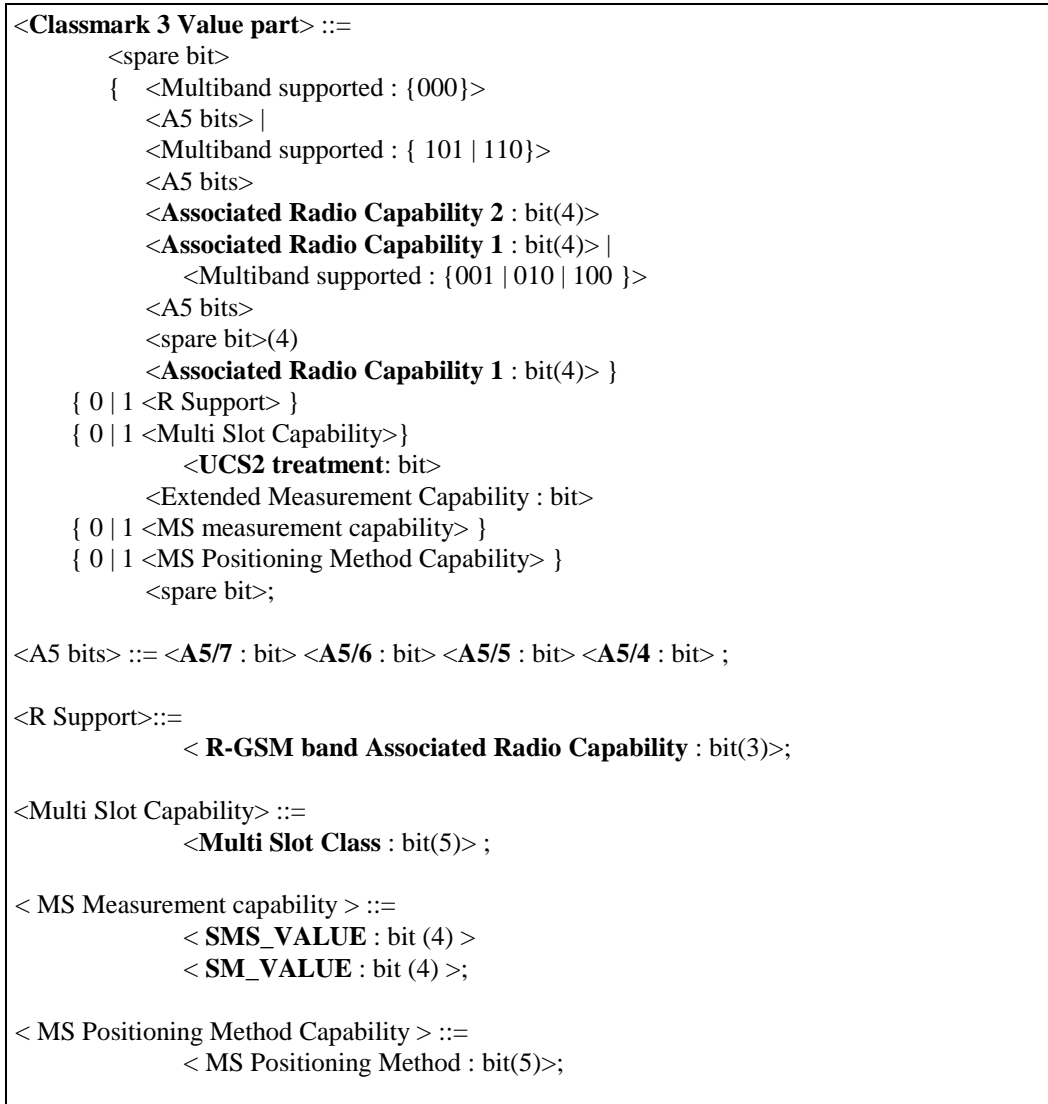 <Classmark 3 Value part> ::=
<spare bit>
{ <Multiband supported : {000}>
<A5 bits> |
<Multiband supported : { 101 | 110}>
<A5 bits>
<Associated Radio Capability 2 : bit(4)>
<Associated Radio Capability 1 : bit(4)> |
<Multiband supported : {001 | 010 | 100 }>
<A5 bits>
<spare bit>(4)
<Associated Radio Capability 1 : bit(4)> }
{ 0 | 1 <R Support> }
{ 0 | 1 <Multi Slot Capability>}
<UCS2 treatment: bit>
<Extended Measurement Capability : bit>
{ 0 | 1 <MS measurement capability> }
{ 0 | 1 <MS Positioning Method Capability> }
<spare bit>;
<A5 bits> ::= <A5/7 : bit> <A5/6 : bit> <A5/5 : bit> <A5/4 : bit> ;
<R Support>::=
< R-GSM band Associated Radio Capability : bit(3)>;
<Multi Slot Capability> ::=
<Multi Slot Class : bit(5)> ;
< MS Measurement capability > ::=
< SMS_VALUE : bit (4) >
< SM_VALUE : bit (4) >;
< MS Positioning Method Capability > ::=
< MS Positioning Method : bit(5)>;